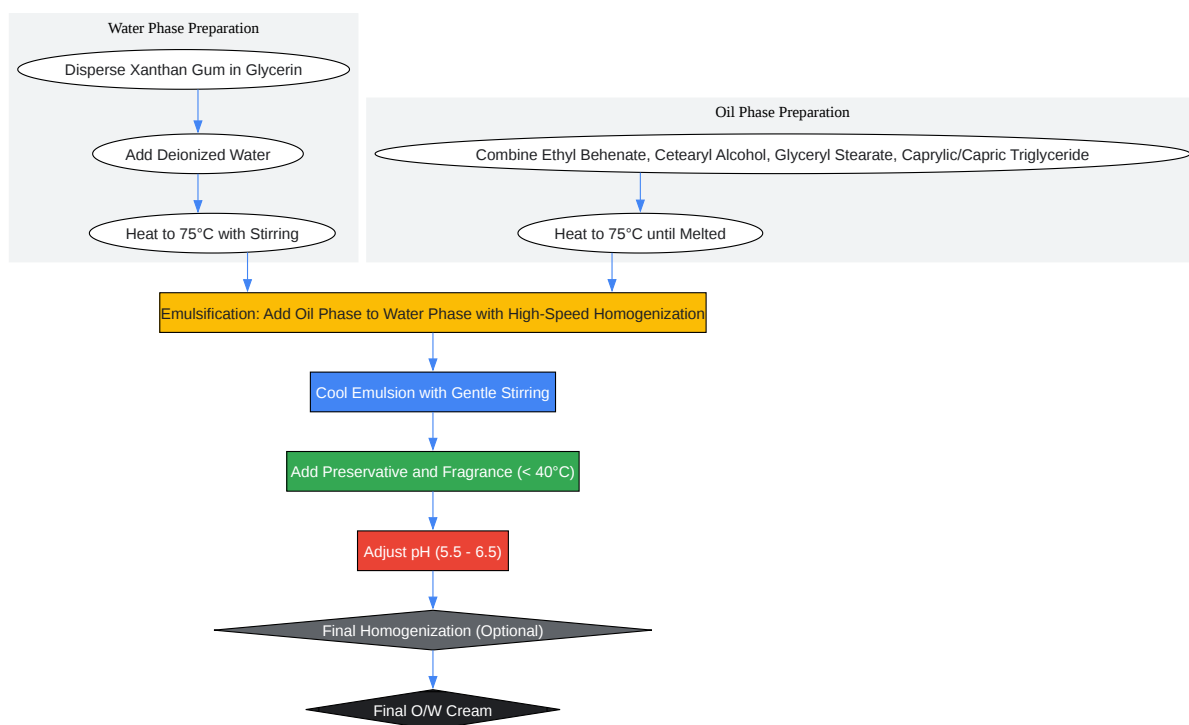 Water Phase Preparation
Disperse Xanthan Gum in Glycerin
Add Deionized Water
Heat to 75°C with Stirring
Oil Phase Preparation
Combine Ethyl Behenate, Cetearyl Alcohol, Glyceryl Stearate, Caprylic/Capric Triglyceride
Heat to 75°C until Melted
Emulsification: Add Oil Phase to Water Phase with High-Speed Homogenization
Cool Emulsion with Gentle Stirring
Add Preservative and Fragrance (< 40°C)
Adjust pH (5.5 - 6.5)
Final Homogenization (Optional)
Final O/W Cream